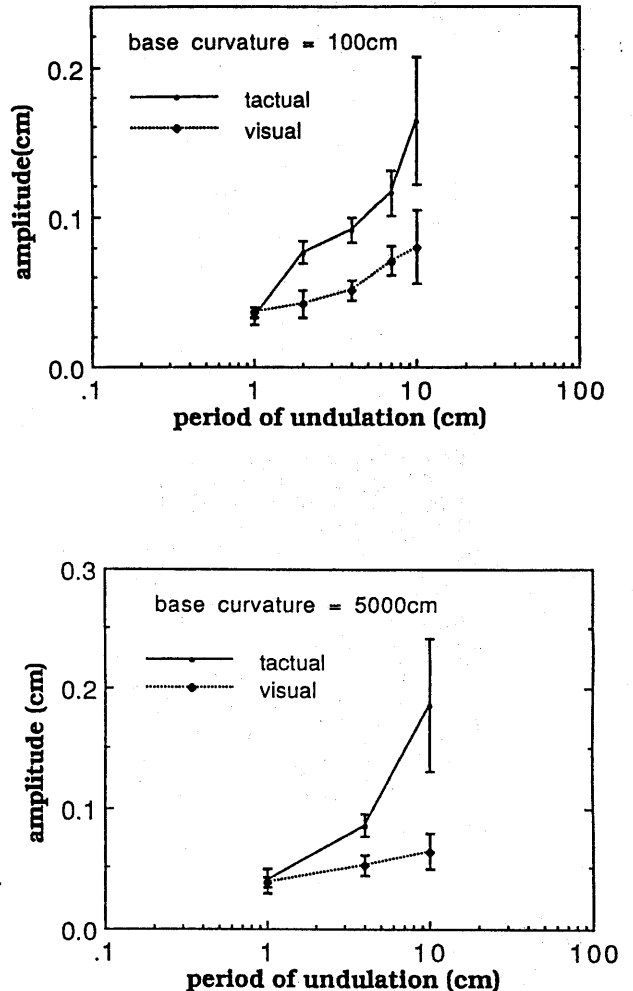 base curvature = 100cm
tactual
visual
0.2
0.1
0.0
amplitude(cm)
.1 1 10 100
period of undulation (cm)
0.3
base curvature = 5000cm
tactual
visual
0.2
0.1
0.0
amplitude (cm)
.1 1 10 100
period of undulation (cm)